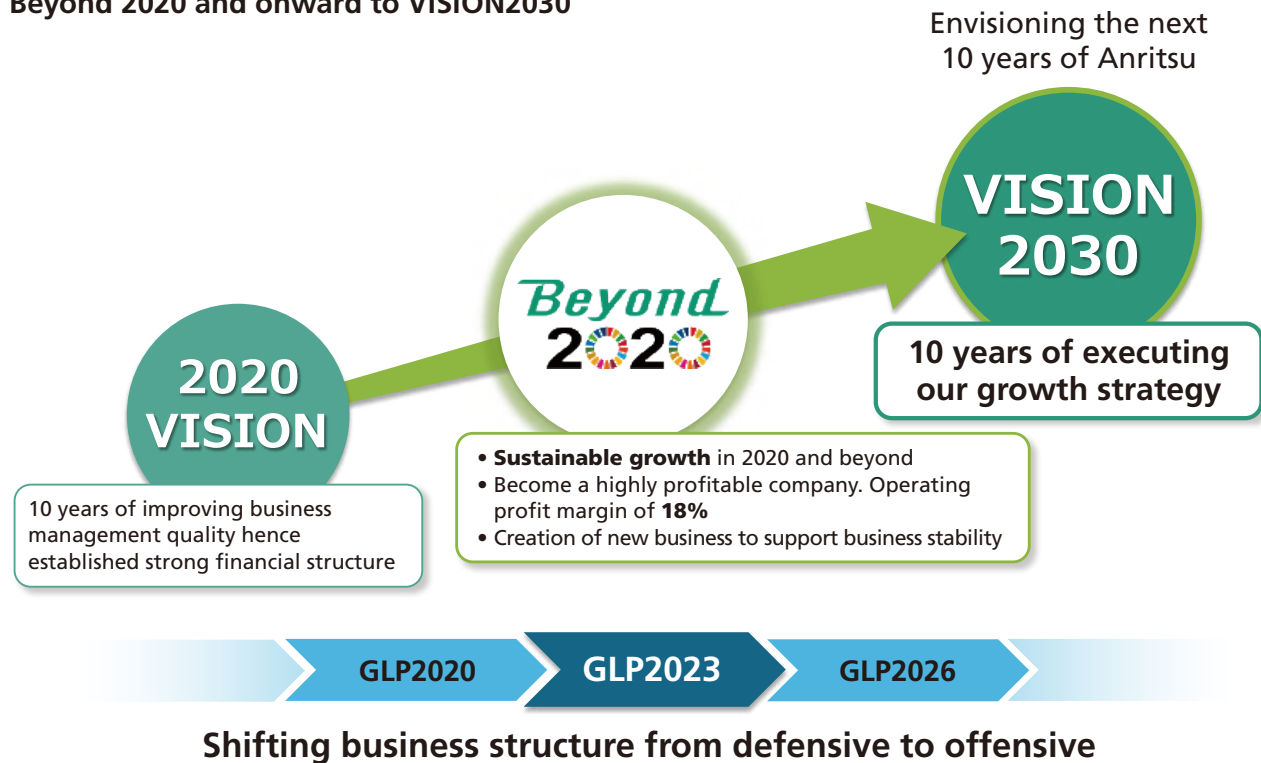 Beyond 2020 and onward to VISION2030
Envisioning the next
10 years of Anritsu
VISION
2030
10 years of executing
our growth strategy
Beyond
2020
• Sustainable growth in 2020 and beyond
• Become a highly profitable company. Operating
profit margin of 18%
• Creation of new business to support business stability
2020
VISION
10 years of improving business
management quality hence
established strong financial structure
GLP2020
GLP2023
GLP2026
Shifting business structure from defensive to offensive